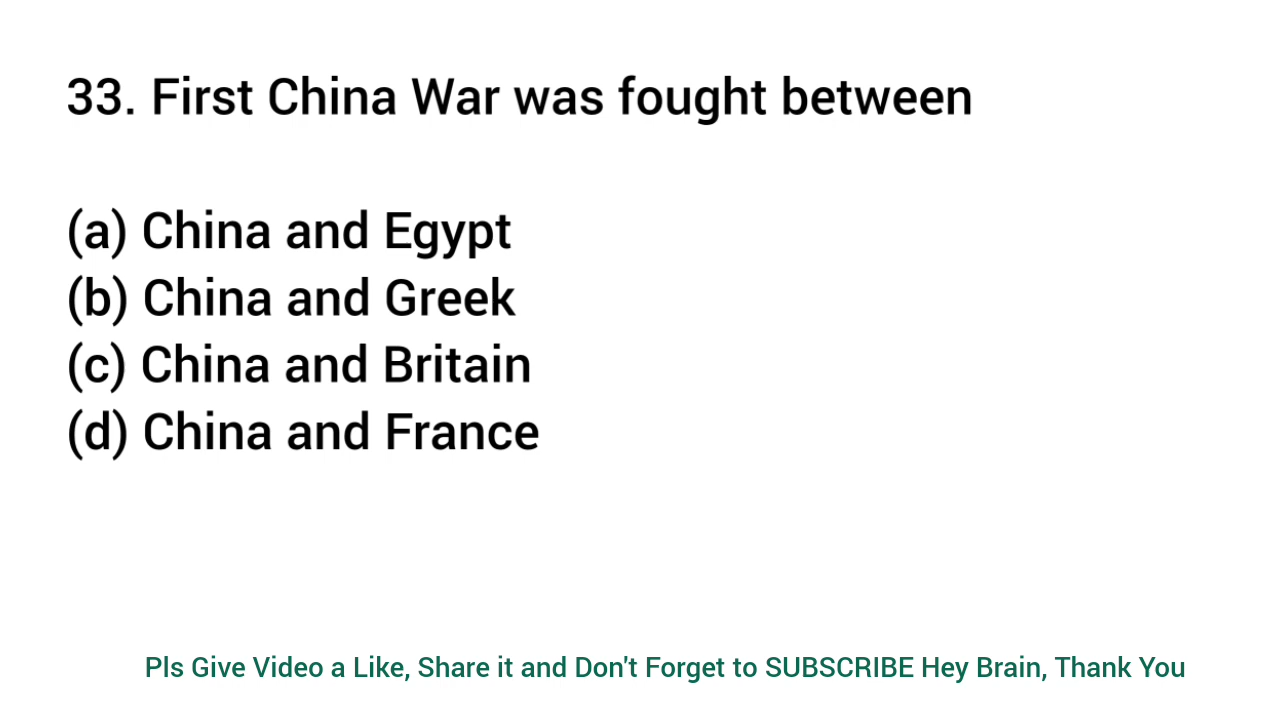 33. First China War was fought between
(a) China and Egypt
(b) China and Greek
(c) China and Britain
(d) China and France
Pls Give Video a Like, Share it and Don't Forget to SUBSCRIBE Hey Brain, Thank You